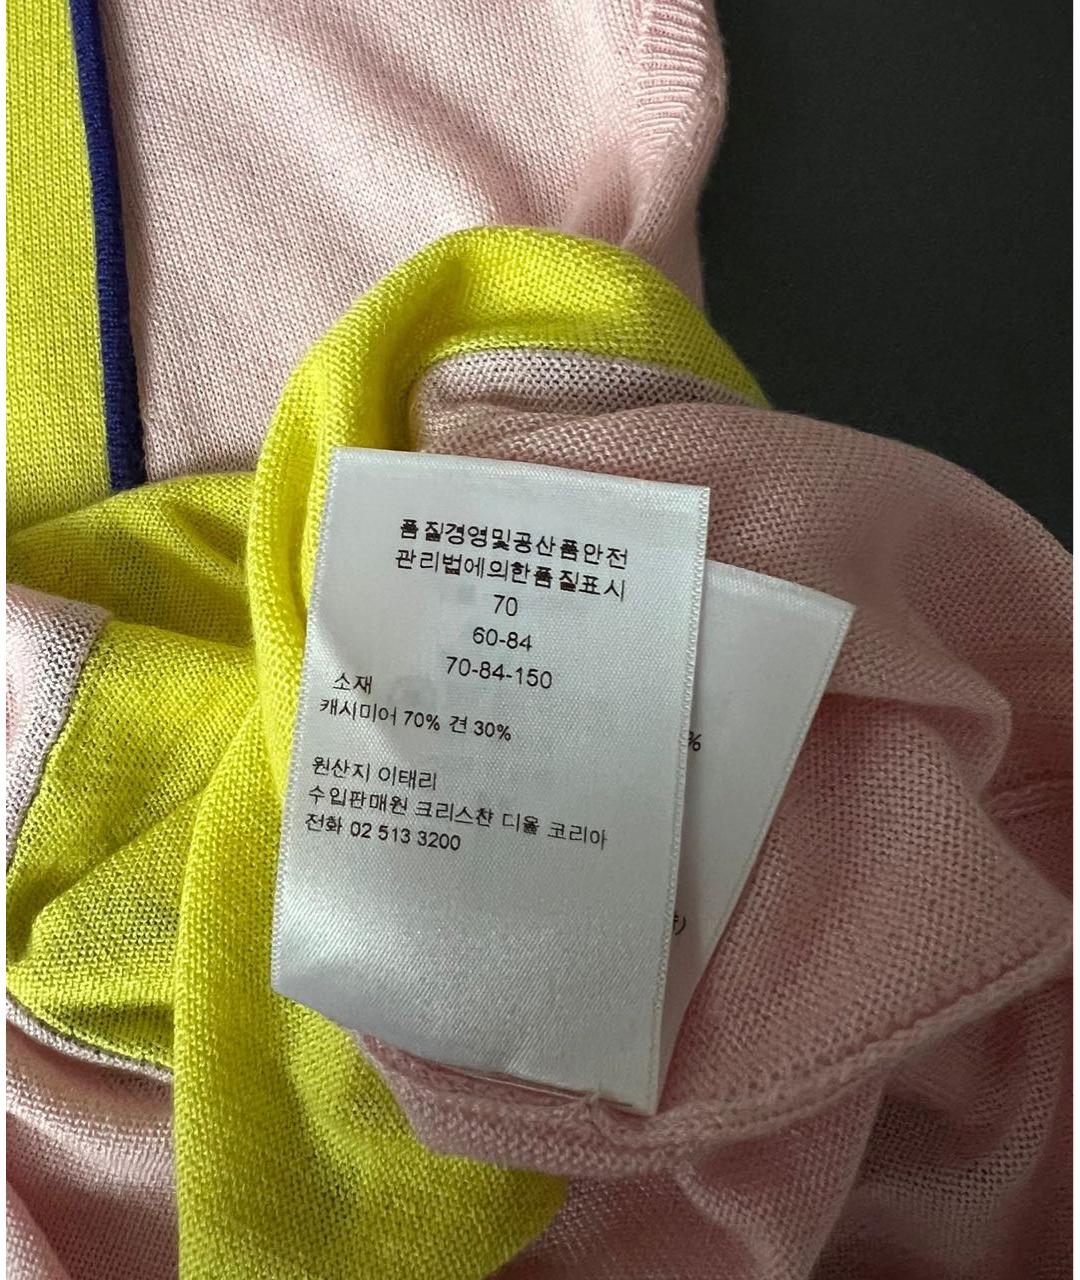 품질경영및공산품안전
관리법에의한품질표시
70
60-84
70-84-150
소재
캐시미어 70% 견 30%
원산지 이태리
수입판매원 크리스챤 디올 코리아
전화 02 513 3200
%
)